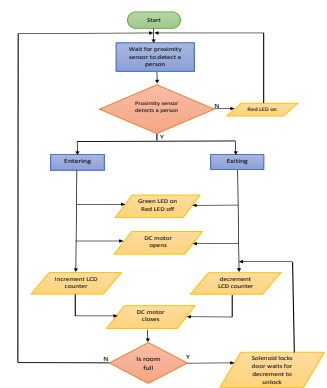 Start
Wait for proximity
sensor to detect a
person
Proximity sensor
detects a person
N
Red LED on
Y
Entering
Exiting
Green LED on
Red LED off
DC motor
opens
Increment LCD
counter
decrement
LCD counter
DC motor
closes
N
Is room
full
Y
Solenoid locks
door waits for
decrement to
unlock